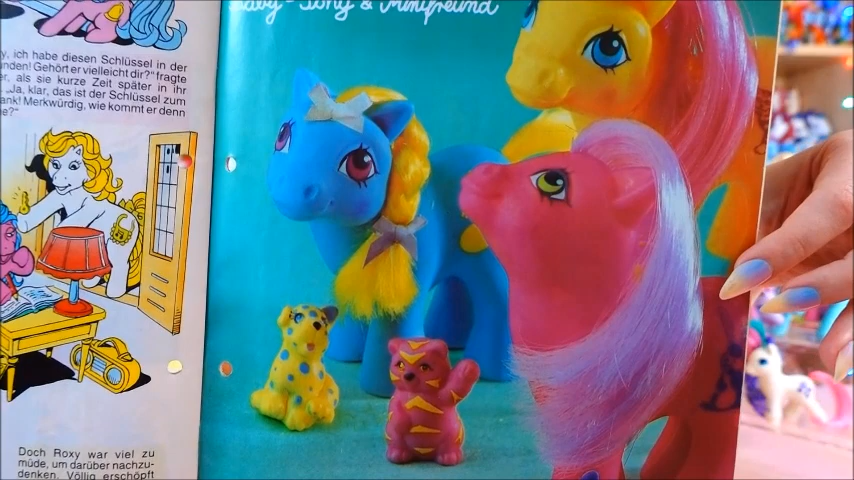 y, ich habe diesen Schlüssel in der
unden! Gehört er vielleicht dir?" fragte
er, als sie kurze Zeit später in ihr
„Ja, klar, das ist der Schlüssel zum
ank! Merkwürdig, wie kommt er denn
e?"
Doch Roxy war viel zu
müde, um darüber nachzu-
denken. Völlig erschöpft
Baby-Pony & Minifreund